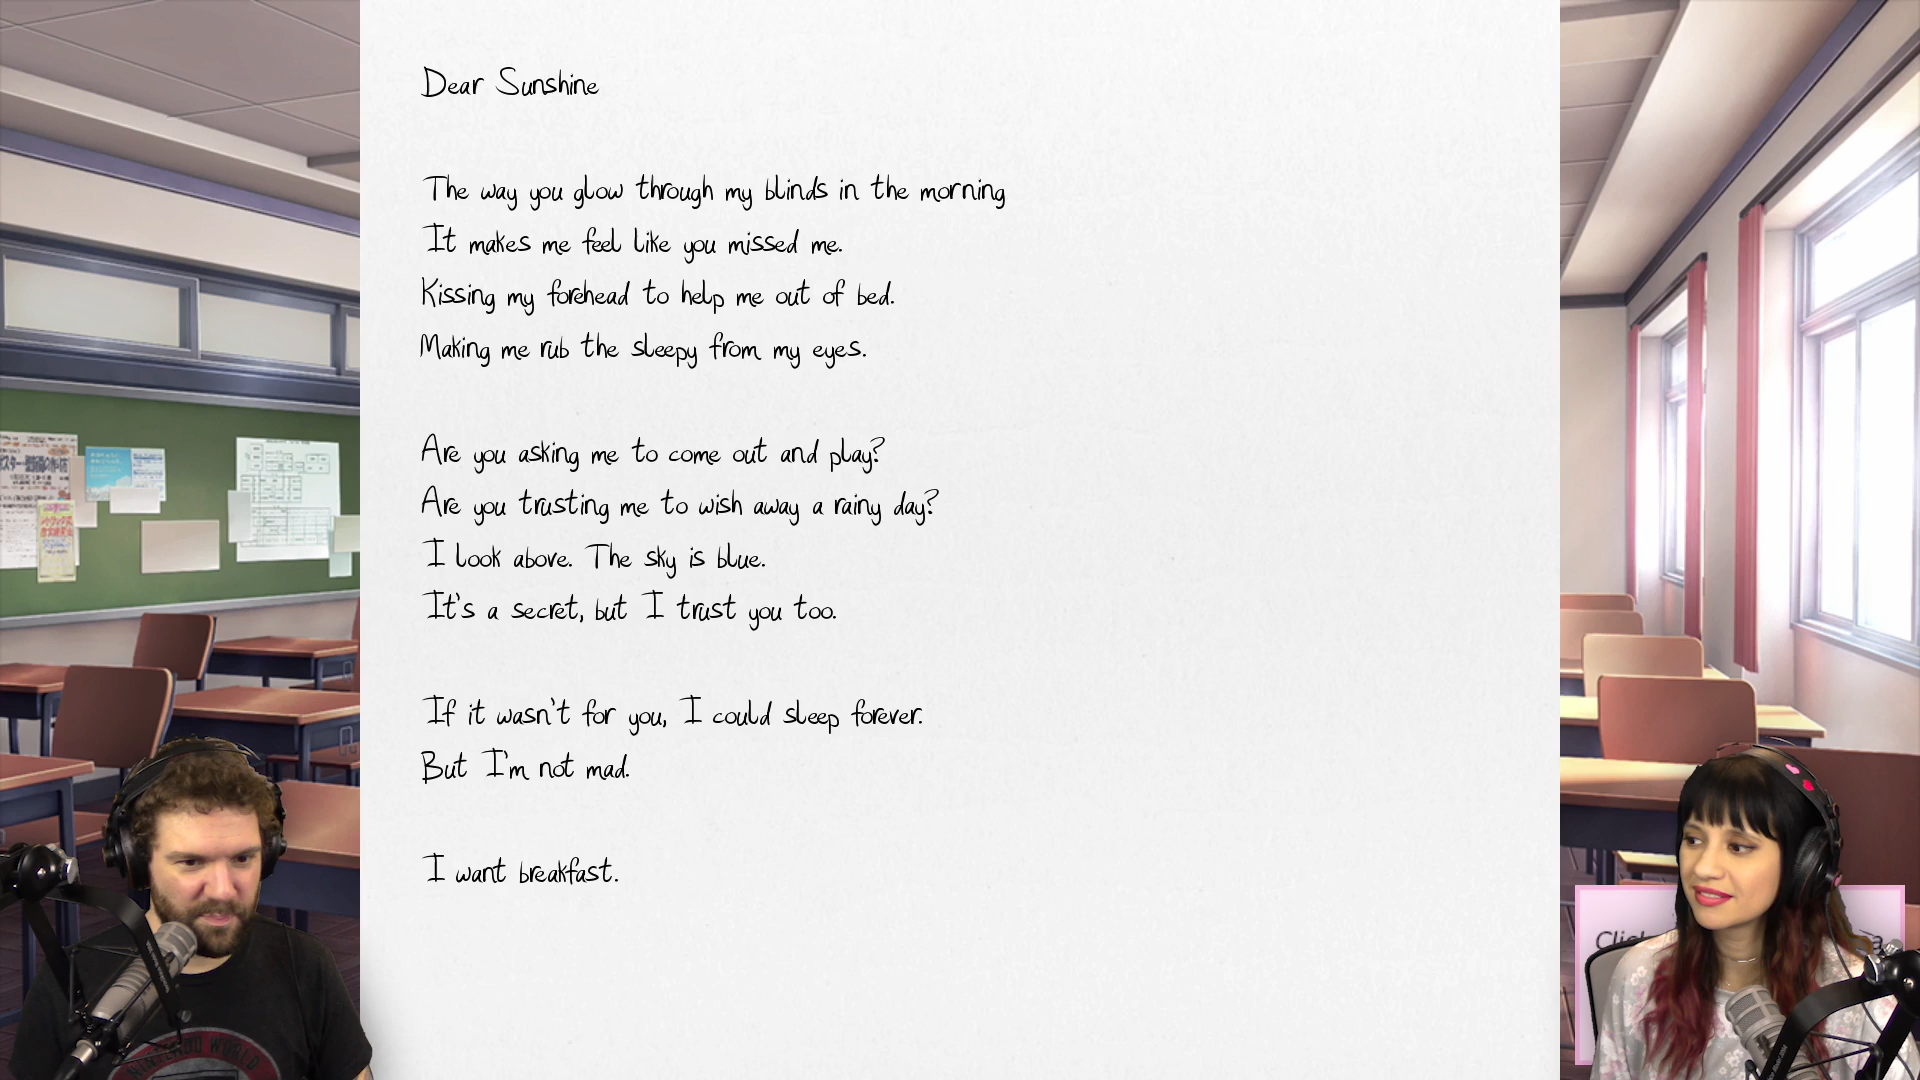 Dear Sunshine
The way you glow through my blinds in the morning
It makes me feel like you missed me.
Kissing my forehead to help me out of bed.
Making me rub the sleepy from my eyes.
Are you asking me to come out and play?
Are you trusting me to wish away a rainy day?
I look above. The sky is blue.
It's a secret, but I trust you too.
If it wasn't for you, I could sleep forever.
But I'm not mad.
I want breakfast.
NINTENDO WORLD